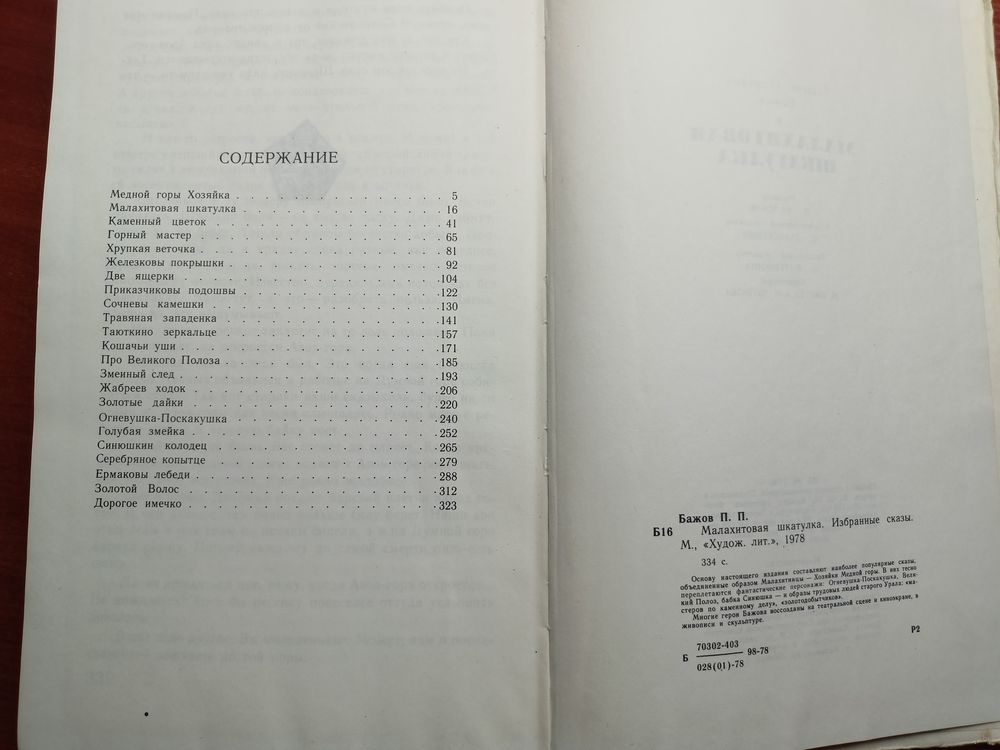 СОДЕРЖАНИЕ
Медной горы Хозяйка . . . . . . . . . . . . . . . . 5
Малахитовая шкатулка . . . . . . . . . . . . . . . 16
Каменный цветок . . . . . . . . . . . . . . . . . 41
Горный мастер . . . . . . . . . . . . . . . . . . 65
Хрупкая веточка . . . . . . . . . . . . . . . . . . 81
Железковы покрышки . . . . . . . . . . . . . . . . 92
Две ящерки . . . . . . . . . . . . . . . . . . . 104
Приказчиковы подошвы . . . . . . . . . . . . . . . 122
Сочневы камешки . . . . . . . . . . . . . . . . . 130
Травяная западенка . . . . . . . . . . . . . . . . 141
Таюткино зеркальце . . . . . . . . . . . . . . . . 157
Кошачьи уши . . . . . . . . . . . . . . . . . . . 171
Про Великого Полоза . . . . . . . . . . . . . . . . 185
Змеиный след . . . . . . . . . . . . . . . . . . . 193
Жабреев ходок . . . . . . . . . . . . . . . . . . 206
Золотые дайки . . . . . . . . . . . . . . . . . . 220
Огневушка-Поскакушка . . . . . . . . . . . . . . . 240
Голубая змейка . . . . . . . . . . . . . . . . . . 252
Синюшкин колодец . . . . . . . . . . . . . . . . . 265
Серебряное копытце . . . . . . . . . . . . . . . . 279
Ермаковы лебеди . . . . . . . . . . . . . . . . . 288
Золотой Волос . . . . . . . . . . . . . . . . . . 312
Дорогое имечко . . . . . . . . . . . . . . . . . . 323
МАЛАХИТОВАЯ
ШКАТУЛКА
Бажов П. П.
Б16 Малахитовая шкатулка. Избранные сказы.
М., «Худож. лит.», 1978
334 с.
Основу настоящего издания составляют наиболее популярные сказы,
объединенные образом Малахитницы — Хозяйки Медной горы. В них тесно
переплетаются фантастические персонажи: Огневушка-Поскакушка, Вели-
кий Полоз, бабка Синюшка — и образы трудовых людей старого Урала: «ма-
стеров по каменному делу», «золотодобытчиков».
Многие герои Бажова воссозданы на театральной сцене и киноэкране, в
живописи и скульптуре.
Б 70302-403 98-78
028(01)-78
Р2